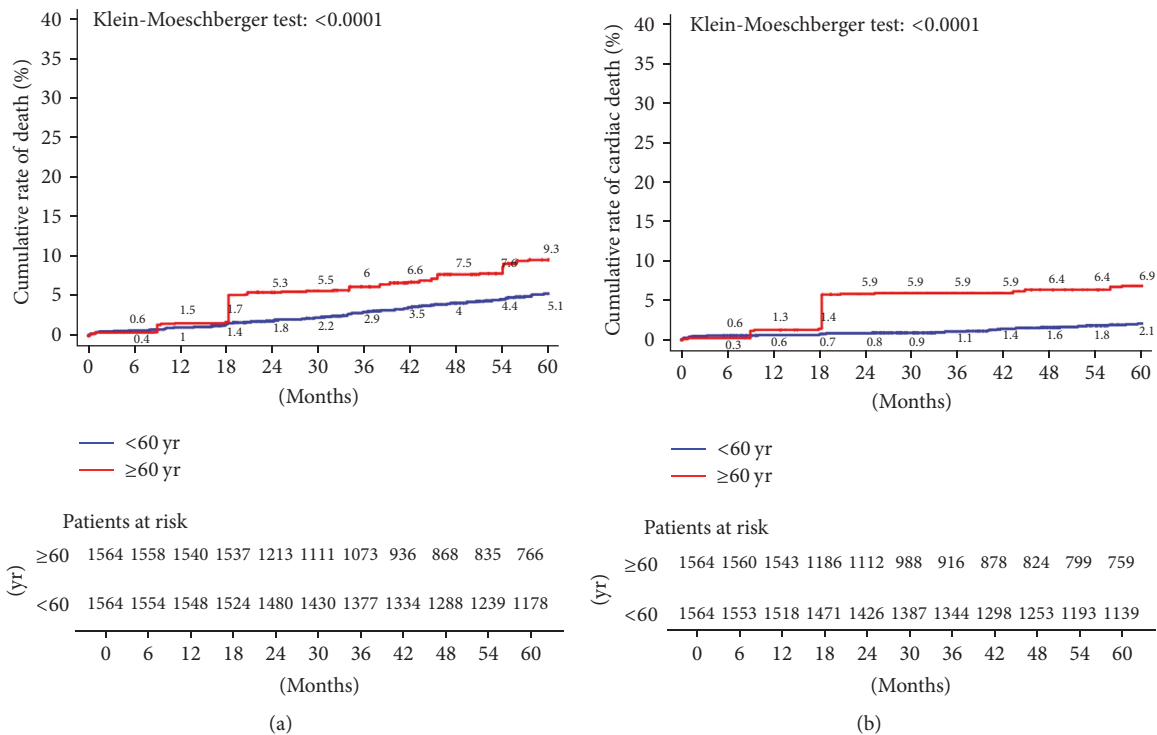 Klein-Moeschberger test: <0.0001
Cumulative rate of death (%)
40
35
30
25
20
15
10
5
0
0.6 1.5 1.7 5.3 5.5 6 6.6 7.5 7.6 9.3
0.4 1 1.4 1.8 2.2 2.9 3.5 4 4.4 5.1
0 6 12 18 24 30 36 42 48 54 60
(Months)
<60 yr
≥60 yr
Patients at risk
(yr)
≥60 1564 1558 1540 1537 1213 1111 1073 936 868 835 766
<60 1564 1554 1548 1524 1480 1430 1377 1334 1288 1239 1178
0 6 12 18 24 30 36 42 48 54 60
(Months)
(a)
Klein-Moeschberger test: <0.0001
Cumulative rate of cardiac death (%)
40
35
30
25
20
15
10
5
0
0.6 1.3 1.4 5.9 5.9 5.9 5.9 6.4 6.4 6.9
0.3 0.6 0.7 0.8 0.9 1.1 1.4 1.6 1.8 2.1
0 6 12 18 24 30 36 42 48 54 60
(Months)
<60 yr
≥60 yr
Patients at risk
(yr)
≥60 1564 1560 1543 1186 1112 988 916 878 824 799 759
<60 1564 1553 1518 1471 1426 1387 1344 1298 1253 1193 1139
0 6 12 18 24 30 36 42 48 54 60
(Months)
(b)